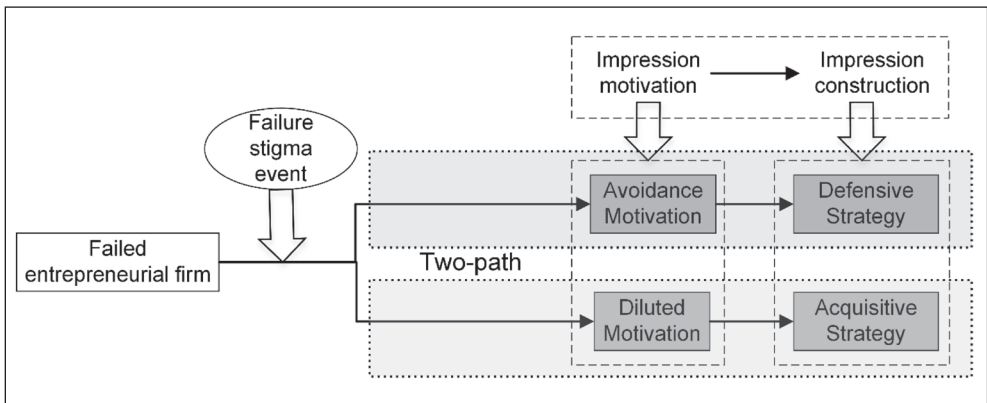 Impression
motivation
Impression
construction
Failure
stigma
event
Avoidance
Motivation
Defensive
Strategy
Failed
entrepreneurial firm
Two-path
Diluted
Motivation
Acquisitive
Strategy